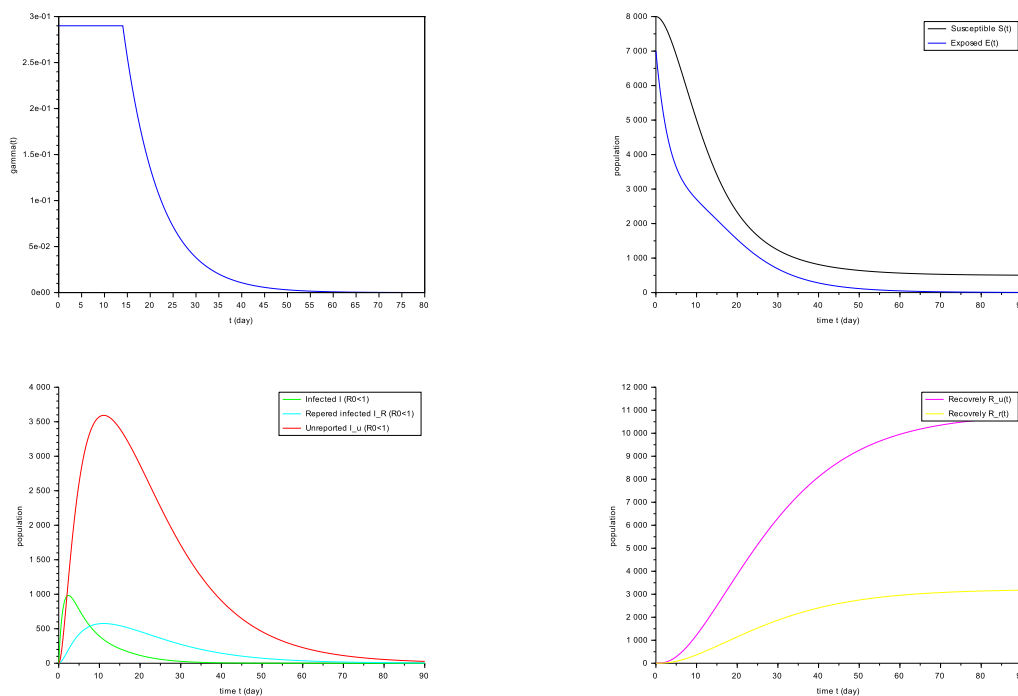 3e-01
2.5e-01
2e-01
1.5e-01
1e-01
5e-02
0e00
gamma(t)
0 5 10 15 20 25 30 35 40 45 50 55 60 65 70 75 80
t (day)
8 000
7 000
6 000
5 000
4 000
3 000
2 000
1 000
0
population
Susceptible S(t)
Exposed E(t)
0 10 20 30 40 50 60 70 80
time t (day)
4 000
3 500
3 000
2 500
2 000
1 500
1 000
500
0
population
Infected I (R0<1)
Repered infected I_R (R0<1)
Unreported I_u (R0<1)
0 10 20 30 40 50 60 70 80 90
time t (day)
12 000
11 000
10 000
9 000
8 000
7 000
6 000
5 000
4 000
3 000
2 000
1 000
0
population
Recovrely R_u(t)
Recovrely R_r(t)
0 10 20 30 40 50 60 70 80
time t (day)